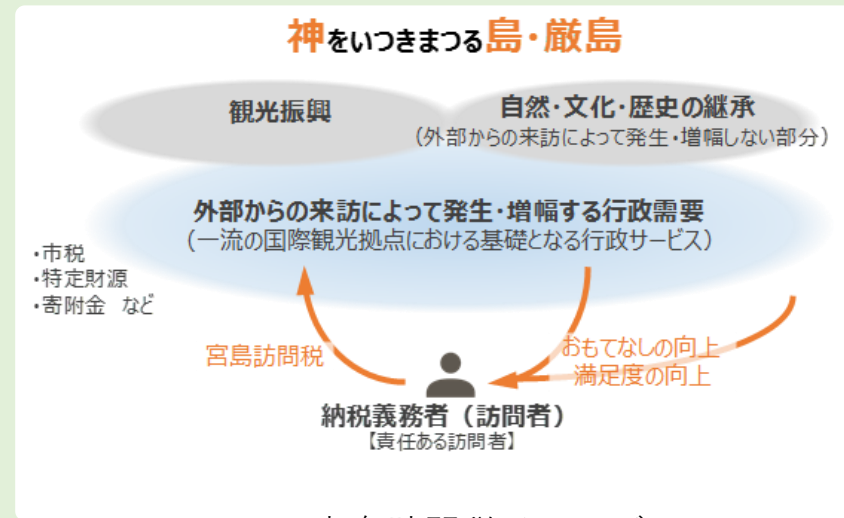 神をいつきまつる島・厳島
観光振興
自然・文化・歴史の継承
（外部からの来訪によって発生・増幅しない部分）
外部からの来訪によって発生・増幅する行政需要
（一流の国際観光拠点における基礎となる行政サービス）
・市税
・特定財源
・寄附金　など
宮島訪問税
おもてなしの向上
満足度の向上
納税義務者（訪問者）
【責任ある訪問者】